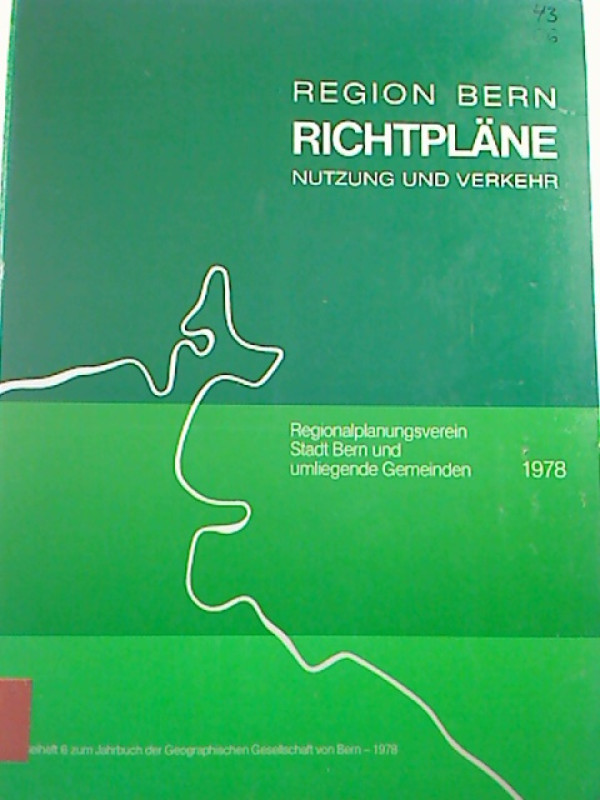 43
REGION BERN
RICHTPLÄNE
NUTZUNG UND VERKEHR
Regionalplanungsverein
Stadt Bern und
umliegende Gemeinden 1978
eiheft 6 zum Jahrbuch der Geographischen Gesellschaft von Bern – 1978